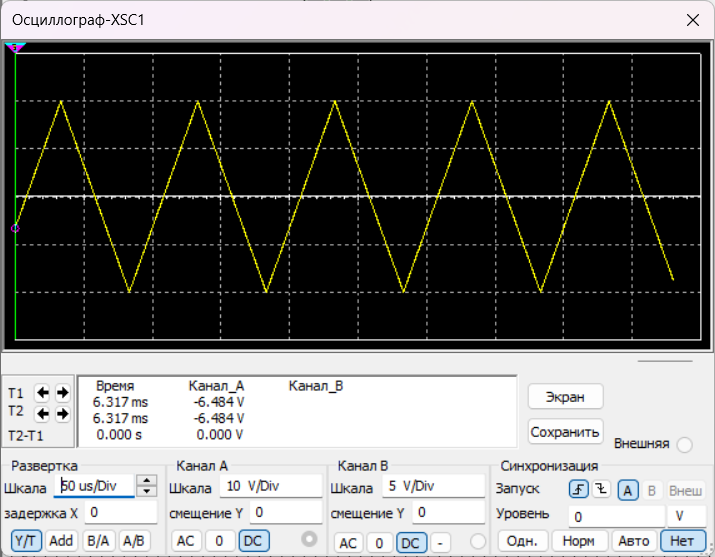 Осциллограф-XSC1
Время Канал_A Канал_B
T1 6.317 ms -6.484 V
T2 6.317 ms -6.484 V
T2-T1 0.000 s 0.000 V
Экран
Сохранить
Внешняя
Развертка
Шкала 50 us/Div
задержка X 0
Y/T Add B/A A/B
Канал A
Шкала 10 V/Div
смещение Y 0
AC 0 DC
Канал B
Шкала 5 V/Div
смещение Y 0
AC 0 DC -
Синхронизация
Запуск A B Внеш
Уровень 0 V
Одн. Норм Авто Нет